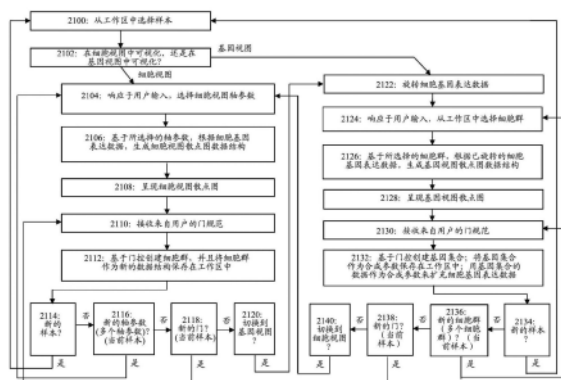 2100: 从工作区中选择样本
2102: 在细胞视图中可视化，还是在
基因视图中可视化？
基因视图
细胞视图
2104: 响应于用户输入，选择细胞视图轴参数
2106: 基于所选择的轴参数，根据细胞基因
表达数据，生成细胞视图散点图数据结构
2108: 呈现细胞视图散点图
2110: 接收来自用户的门规范
2112: 基于门控创建细胞群，并且将细胞群
作为新的数据结构保存在工作区中
2114:
新的
样本？
是
否
2116:
新的轴参数
(多个轴参数)？
(当前样本)
是
否
2118:
新的门？
(当前样本)
是
否
2120:
切换到
基因视图？
是
2122: 旋转细胞基因表达数据
2124: 响应于用户输入，从工作区中选择细胞群
2126: 基于所选择的细胞群，根据已旋转的细胞
基因表达数据，生成基因视图散点图数据结构
2128: 呈现基因视图散点图
2130: 接收来自用户的门规范
2132: 基于门控创建基因集合；将基因集合
作为合成参数保存在工作区中；用基因集合的
数据作为合成参数来扩充细胞基因表达数据
2140:
切换到
细胞视图？
是
否
2138:
新的门？(当前
样本)
是
否
2136:
新的细胞群
(多个细胞
群)？(当
前样本)
是
否
2134:
新的样本？
是